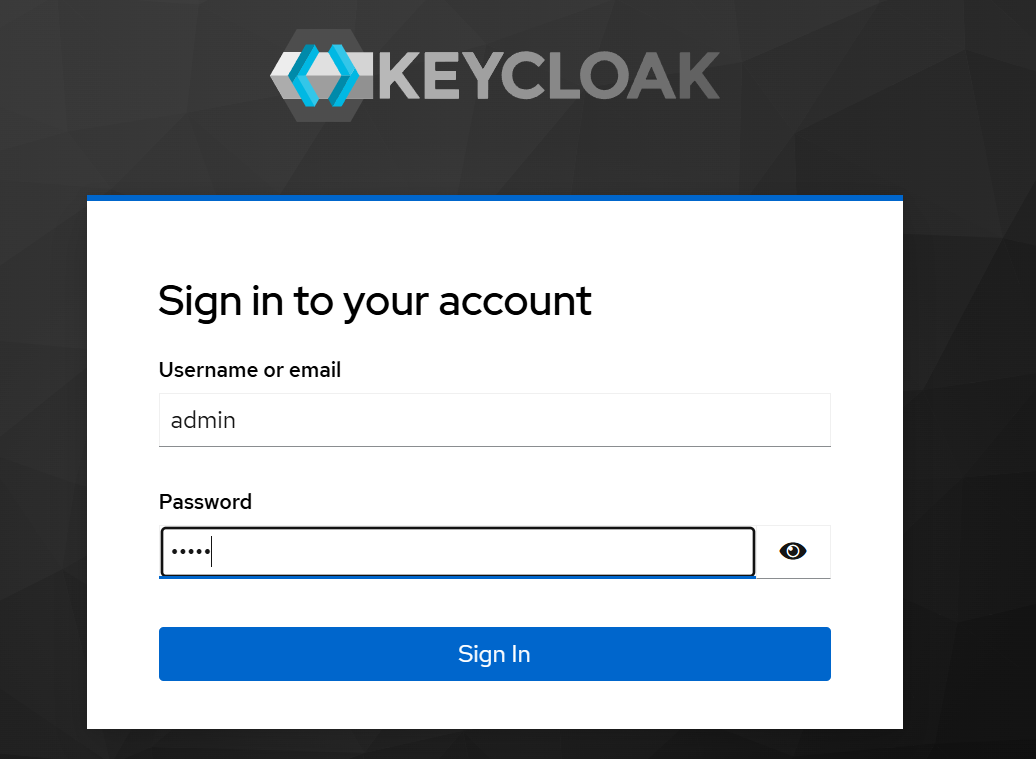 KEYCLOAK
Sign in to your account
Username or email
admin
Password
•••••
Sign In